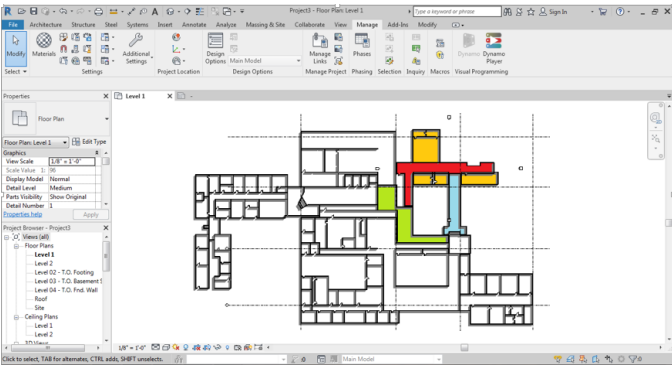 Project3 - Floor Plan: Level 1
Type a keyword or phrase
Sign In
File Architecture Structure Steel Systems Insert Annotate Analyze Massing & Site Collaborate View Manage Add-Ins Modify
Modify Materials Additional Settings Design Options Main Model Manage Links Phases Dynamo Dynamo Player
Select Settings Project Location Design Options Manage Project Phasing Selection Inquiry Macros Visual Programming
Properties
Level 1
Floor Plan
Floor Plan: Level 1 Edit Type
Graphics
View Scale 1/8" = 1'-0"
Scale Value 1: 96
Display Model Normal
Detail Level Medium
Parts Visibility Show Original
Detail Number 1
Properties help Apply
Project Browser - Project3
Views (all)
Floor Plans
Level 1
Level 2
Level 02 - T.O. Footing
Level 03 - T.O. Basement S
Level 04 - T.O. Fnd. Wall
Roof
Site
Ceiling Plans
Level 1
Level 2
3D Views
1/8" = 1'-0"
Click to select, TAB for alternates, CTRL adds, SHIFT unselects.
:0
Main Model
:0